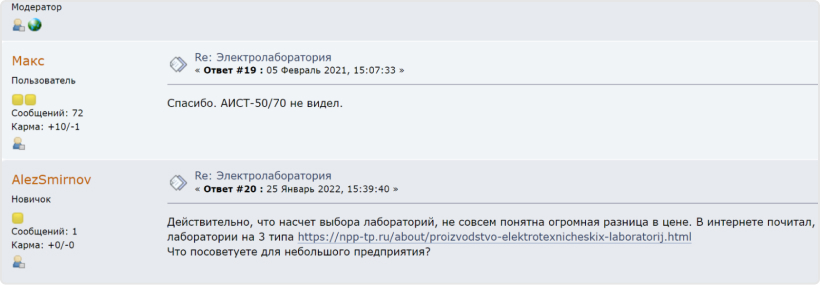 Модератор
Макс
Пользователь
Сообщений: 72
Карма: +10/-1
Re: Электролаборатория
« Ответ #19 : 05 Февраль 2021, 15:07:33 »
Спасибо. АИСТ-50/70 не видел.
AlezSmirnov
Новичок
Сообщений: 1
Карма: +0/-0
Re: Электролаборатория
« Ответ #20 : 25 Январь 2022, 15:39:40 »
Действительно, что насчет выбора лабораторий, не совсем понятна огромная разница в цене. В интернете почитал,
лаборатории на 3 типа https://npp-tp.ru/about/proizvodstvo-elektrotexnicheskix-laboratorij.html
Что посоветуете для небольшого предприятия?